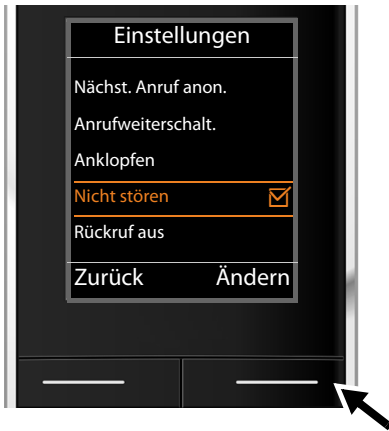 Einstellungen
Nächst. Anruf anon.
Anrufweiterschalt.
Anklopfen
Nicht stören
Rückruf aus
Zurück Ändern